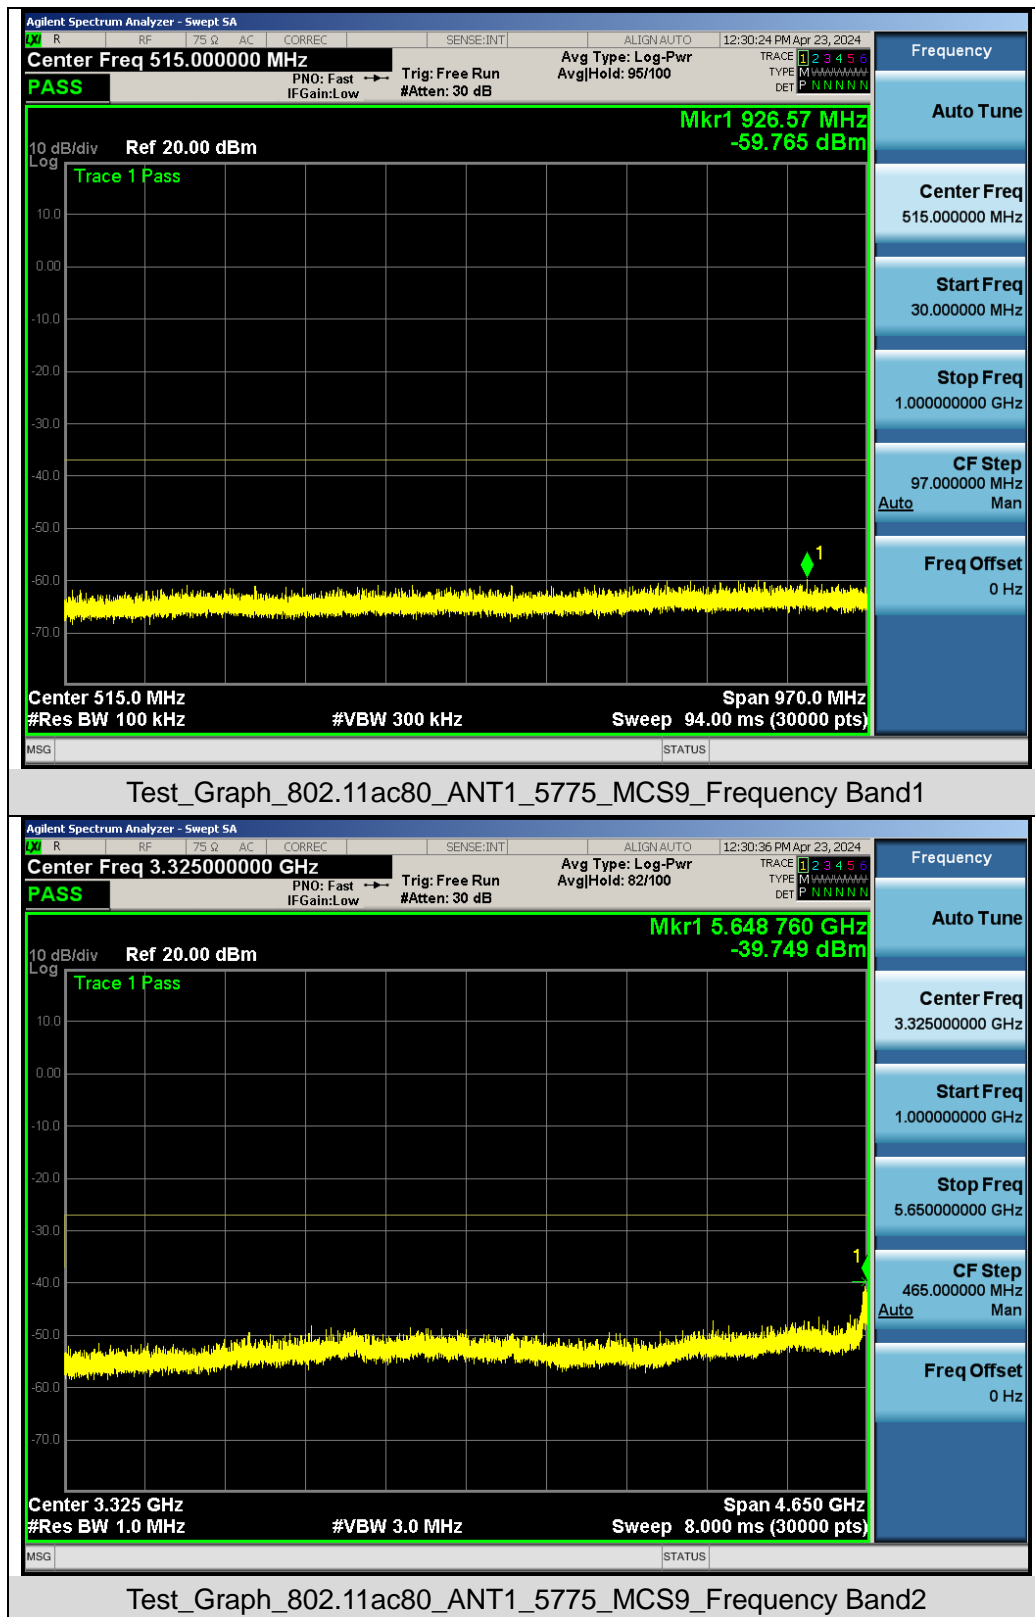 Agilent Spectrum Analyzer - Swept SA
LXI R RF 75 Ω AC CORREC SENSE:INT ALIGN AUTO 12:30:24 PM Apr 23, 2024
Center Freq 515.000000 MHz
PASS
PNO: Fast
IFGain:Low
Trig: Free Run
#Atten: 30 dB
Avg Type: Log-Pwr
Avg|Hold: 95/100
TRACE 1 2 3 4 5 6
TYPE M WWWWW
DET P N N N N N
Mkr1 926.57 MHz
-59.765 dBm
10 dB/div Ref 20.00 dBm
Log
Trace 1 Pass
10.0
0.00
-10.0
-20.0
-30.0
-40.0
-50.0
1
-60.0
-70.0
Center 515.0 MHz Span 970.0 MHz
#Res BW 100 kHz #VBW 300 kHz Sweep 94.00 ms (30000 pts)
MSG STATUS
Frequency
Auto Tune
Center Freq
515.000000 MHz
Start Freq
30.000000 MHz
Stop Freq
1.000000000 GHz
CF Step
97.000000 MHz
Auto Man
Freq Offset
0 Hz
Test_Graph_802.11ac80_ANT1_5775_MCS9_Frequency Band1
Agilent Spectrum Analyzer - Swept SA
LXI R RF 75 Ω AC CORREC SENSE:INT ALIGN AUTO 12:30:36 PM Apr 23, 2024
Center Freq 3.325000000 GHz
PASS
PNO: Fast
IFGain:Low
Trig: Free Run
#Atten: 30 dB
Avg Type: Log-Pwr
Avg|Hold: 82/100
TRACE 1 2 3 4 5 6
TYPE M WWWWW
DET P N N N N N
Mkr1 5.648 760 GHz
-39.749 dBm
10 dB/div Ref 20.00 dBm
Log
Trace 1 Pass
10.0
0.00
-10.0
-20.0
-30.0
1
-40.0
-50.0
-60.0
-70.0
Center 3.325 GHz Span 4.650 GHz
#Res BW 1.0 MHz #VBW 3.0 MHz Sweep 8.000 ms (30000 pts)
MSG STATUS
Frequency
Auto Tune
Center Freq
3.325000000 GHz
Start Freq
1.000000000 GHz
Stop Freq
5.650000000 GHz
CF Step
465.000000 MHz
Auto Man
Freq Offset
0 Hz
Test_Graph_802.11ac80_ANT1_5775_MCS9_Frequency Band2